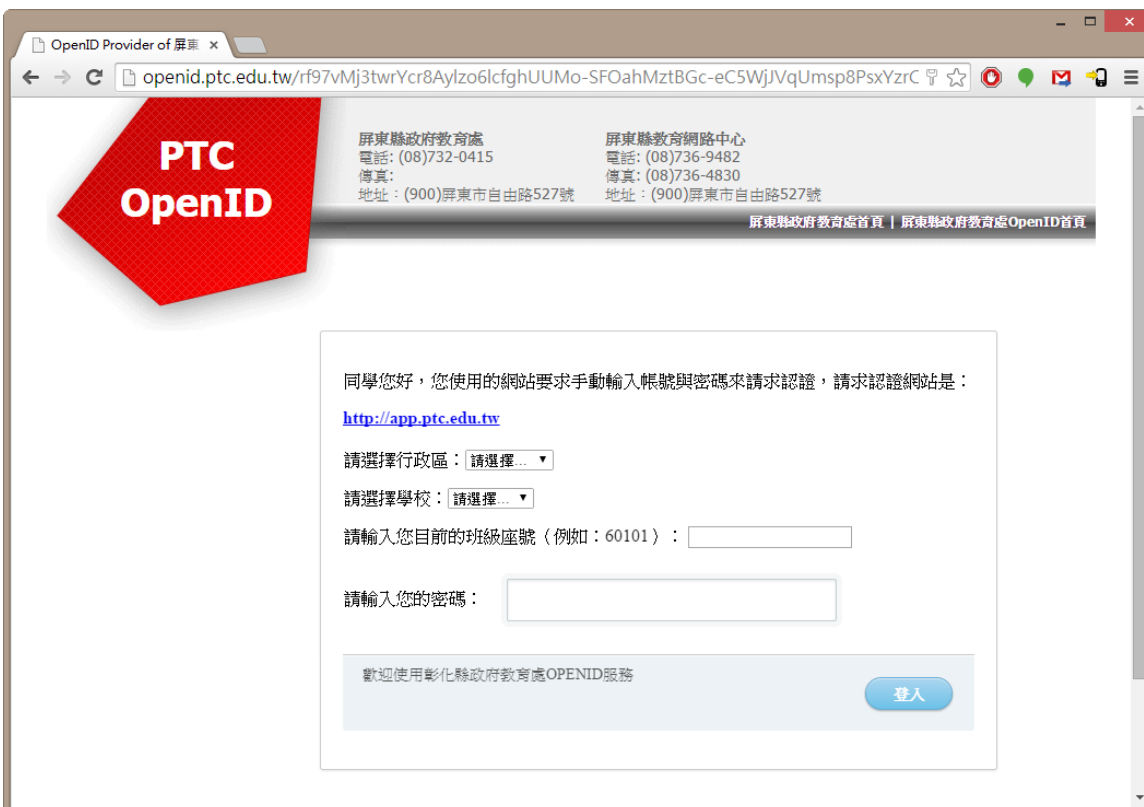 OpenID Provider of 屏東
openid.ptc.edu.tw/rf97vMj3twrYcr8Aylzo6lcfghUUMo-SFOahMztBGc-eC5WjJVqUmsp8PsxYzrC
PTC
OpenID
屏東縣政府教育處
電話: (08)732-0415
傳真:
地址：(900)屏東市自由路527號
屏東縣教育網路中心
電話: (08)736-9482
傳真: (08)736-4830
地址：(900)屏東市自由路527號
屏東縣政府教育處首頁 | 屏東縣政府教育處OpenID首頁
同學您好，您使用的網站要求手動輸入帳號與密碼來請求認證，請求認證網站是：
http://app.ptc.edu.tw
請選擇行政區：請選擇...
請選擇學校：請選擇...
請輸入您目前的班級座號（例如：60101）：
請輸入您的密碼：
歡迎使用彰化縣政府教育處OPENID服務
登入